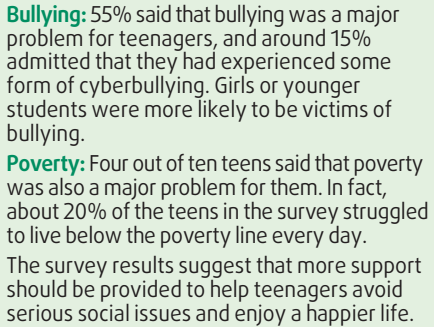 Bullying: 55% said that bullying was a major
problem for teenagers, and around 15%
admitted that they had experienced some
form of cyberbullying. Girls or younger
students were more likely to be victims of
bullying.
Poverty: Four out of ten teens said that poverty
was also a major problem for them. In fact,
about 20% of the teens in the survey struggled
to live below the poverty line every day.
The survey results suggest that more support
should be provided to help teenagers avoid
serious social issues and enjoy a happier life.